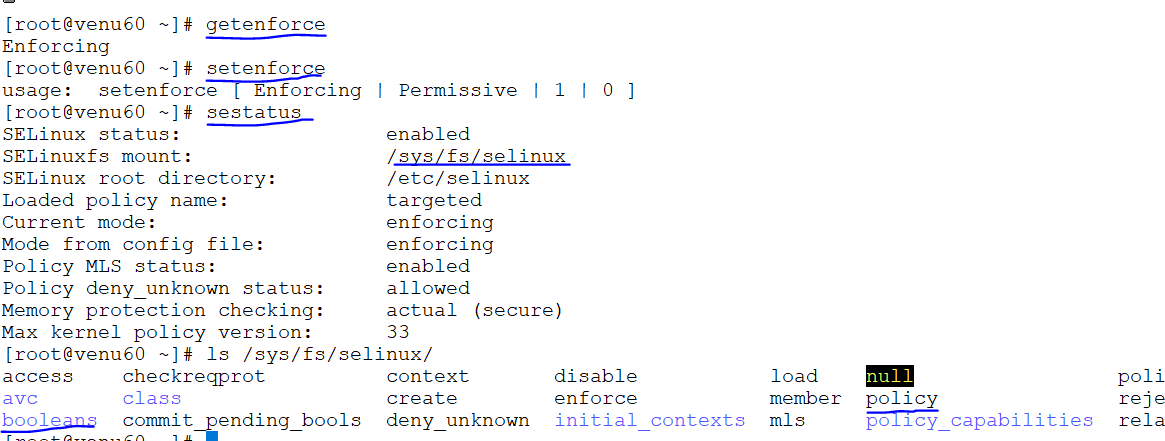 [root@venu60 ~]# getenforce
Enforcing
[root@venu60 ~]# setenforce
usage:  setenforce [ Enforcing | Permissive | 1 | 0 ]
[root@venu60 ~]# sestatus
SELinux status:                 enabled
SELinuxfs mount:                /sys/fs/selinux
SELinux root directory:         /etc/selinux
Loaded policy name:             targeted
Current mode:                   enforcing
Mode from config file:          enforcing
Policy MLS status:              enabled
Policy deny_unknown status:     allowed
Memory protection checking:     actual (secure)
Max kernel policy version:      33
[root@venu60 ~]# ls /sys/fs/selinux/
access    checkreqprot         context       disable           load    null                 poli
avc       class                create        enforce           member  policy               reje
booleans  commit_pending_bools  deny_unknown  initial_contexts  mls     policy_capabilities  rela
[root@venu60 ~]#